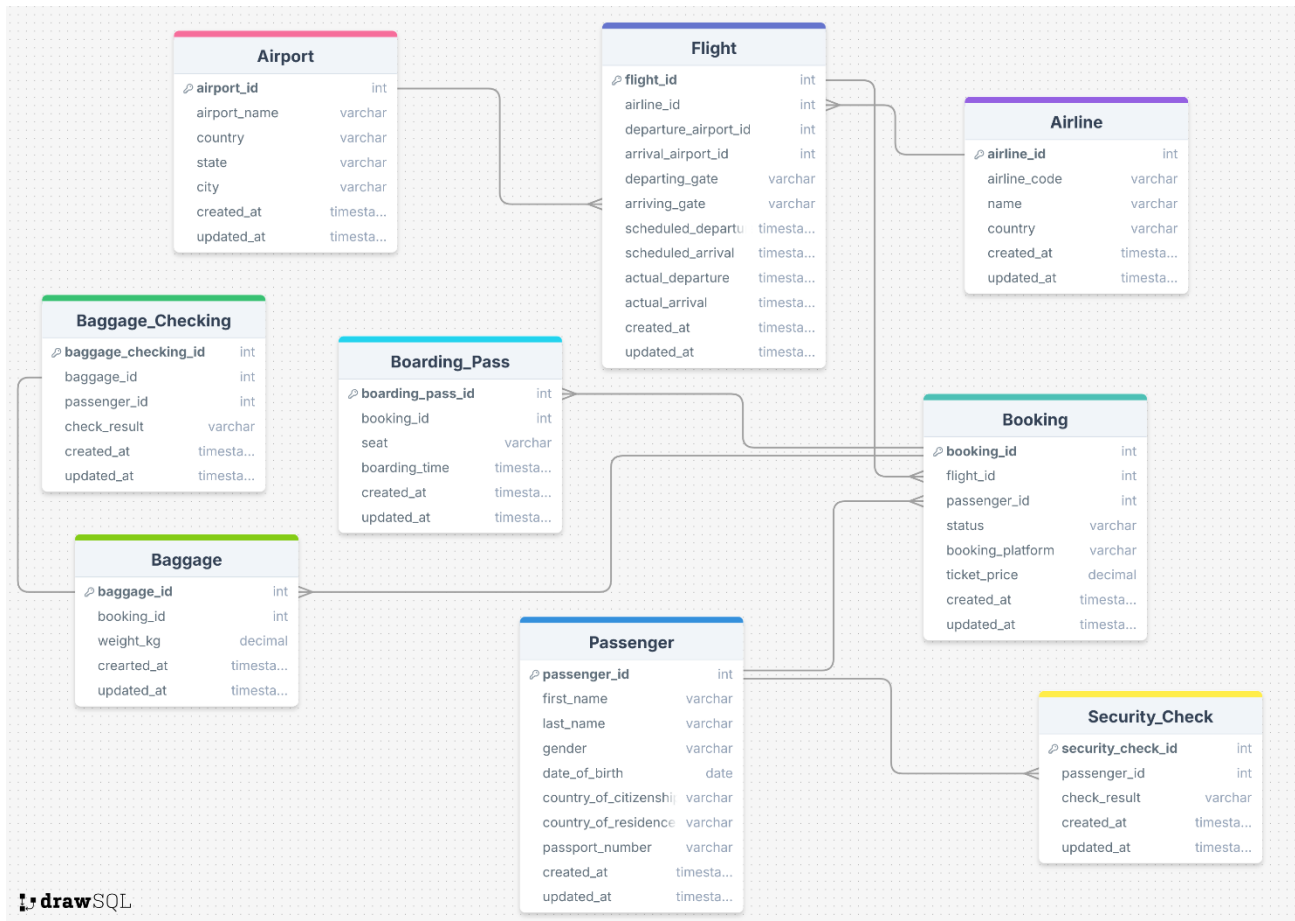 Airport
airport_id int
airport_name varchar
country varchar
state varchar
city varchar
created_at timesta...
updated_at timesta...
Flight
flight_id int
airline_id int
departure_airport_id int
arrival_airport_id int
departing_gate varchar
arriving_gate varchar
scheduled_departu timesta...
scheduled_arrival timesta...
actual_departure timesta...
actual_arrival timesta...
created_at timesta...
updated_at timesta...
Airline
airline_id int
airline_code varchar
name varchar
country varchar
created_at timesta...
updated_at timesta...
Baggage_Checking
baggage_checking_id int
baggage_id int
passenger_id int
check_result varchar
created_at timesta...
updated_at timesta...
Boarding_Pass
boarding_pass_id int
booking_id int
seat varchar
boarding_time timesta...
created_at timesta...
updated_at timesta...
Booking
booking_id int
flight_id int
passenger_id int
status varchar
booking_platform varchar
ticket_price decimal
created_at timesta...
updated_at timesta...
Baggage
baggage_id int
booking_id int
weight_kg decimal
crearted_at timesta...
updated_at timesta...
Passenger
passenger_id int
first_name varchar
last_name varchar
gender varchar
date_of_birth date
country_of_citizenshi varchar
country_of_residence varchar
passport_number varchar
created_at timesta...
updated_at timesta...
Security_Check
security_check_id int
passenger_id int
check_result varchar
created_at timesta...
updated_at timesta...
drawSQL